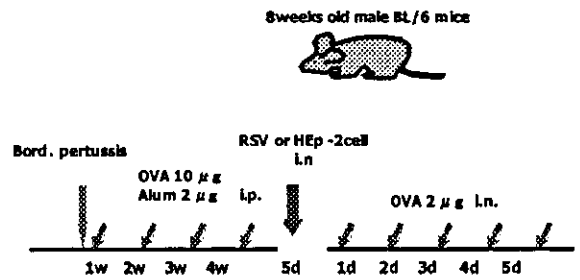 8weeks old male BL/6 mice
RSV or HEp -2cell
i.n
Bord. pertussis
OVA 10 μg
Alum 2 μg i.p.
OVA 2 μg i.n.
1w 2w 3w 4w 5d 1d 2d 3d 4d 5d